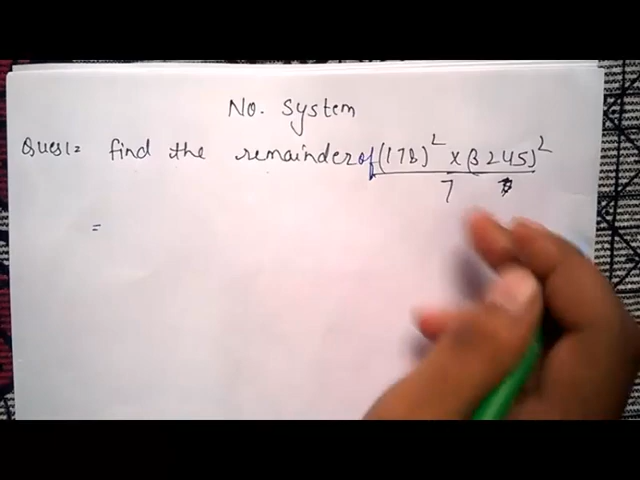 No. System
Ques1= find the remainder of (178)² x (3245)²
7
=